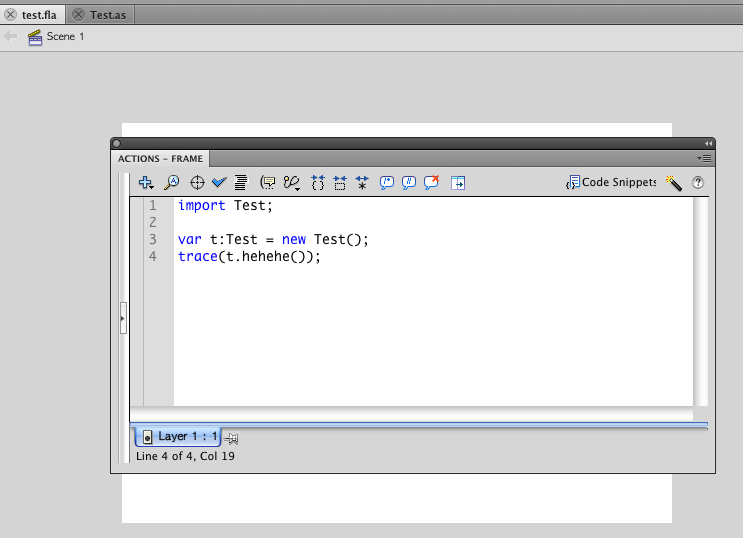 test.fla
Test.as
Scene 1
ACTIONS – FRAME
Code Snippets
1 import Test;
2
3 var t:Test = new Test();
4 trace(t.hehehe());
Layer 1 : 1
Line 4 of 4, Col 19